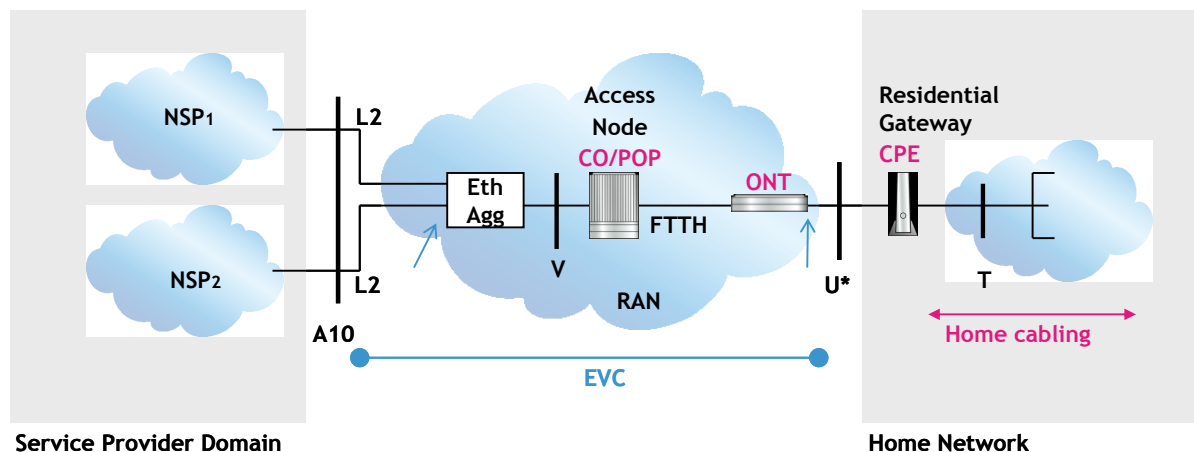 NSP1
L2
Access
Node
CO/POP
Residential
Gateway
CPE
Eth
Agg
ONT
FTTH
V
NSP2
L2
RAN
U*
T
A10
Home cabling
EVC
Service Provider Domain
Home Network